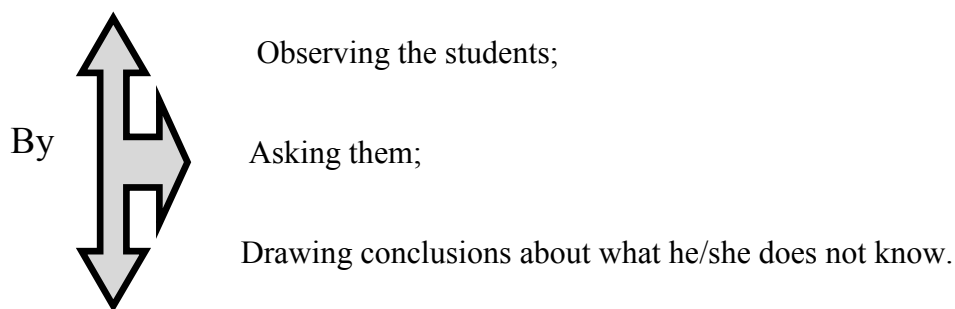 Observing the students;
By
Asking them;
Drawing conclusions about what he/she does not know.